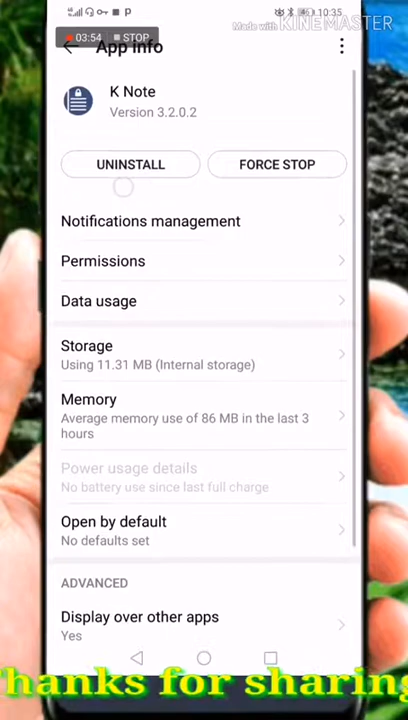 10:35
Made with KINEMASTER
03:54 STOP
App info
K Note
Version 3.2.0.2
UNINSTALL
FORCE STOP
Notifications management
Permissions
Data usage
Storage
Using 11.31 MB (Internal storage)
Memory
Average memory use of 86 MB in the last 3
hours
Power usage details
No battery use since last full charge
Open by default
No defaults set
ADVANCED
Display over other apps
Yes
Thanks for sharing